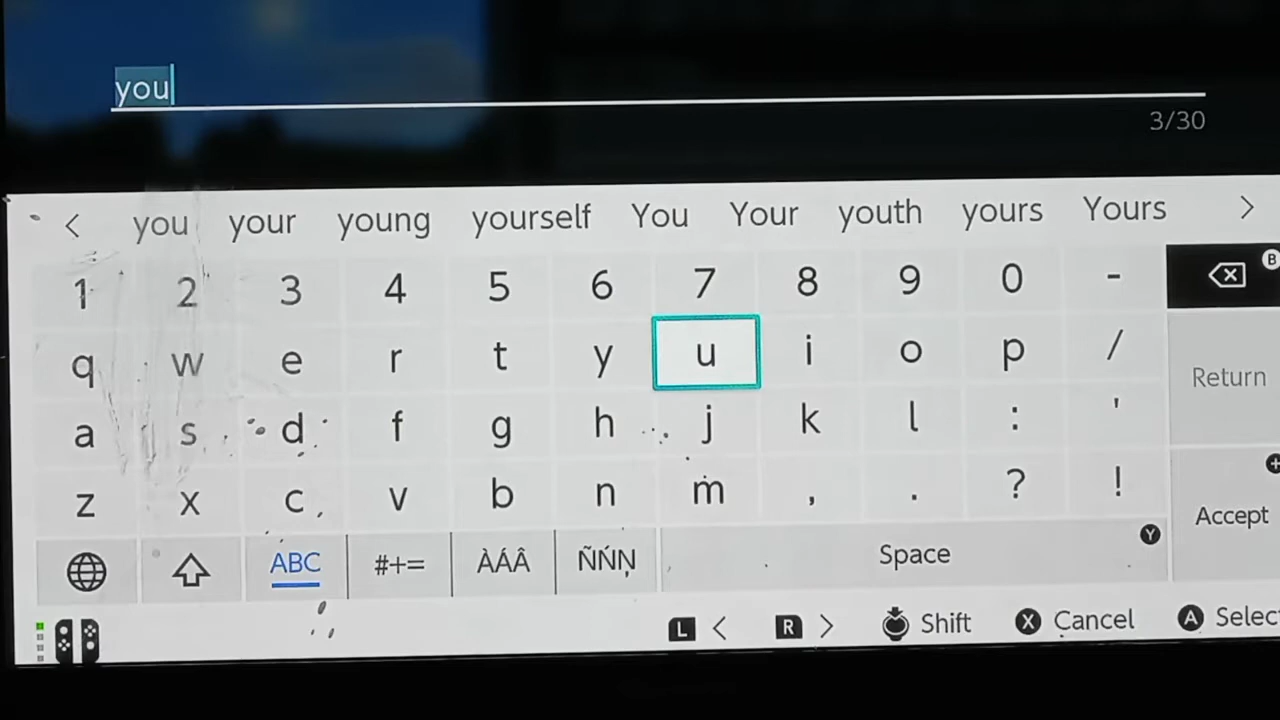 you
3/30
< you your young yourself You Your youth yours Yours >
1 2 3 4 5 6 7 8 9 0 - B
q w e r t y u i o p / Return
a s d f g h j k l : '
z x c v b n m , . ? ! + Accept
ABC #+= ÀÁÂ ÑŃŅ Space Y
L < R > Shift X Cancel A Selec